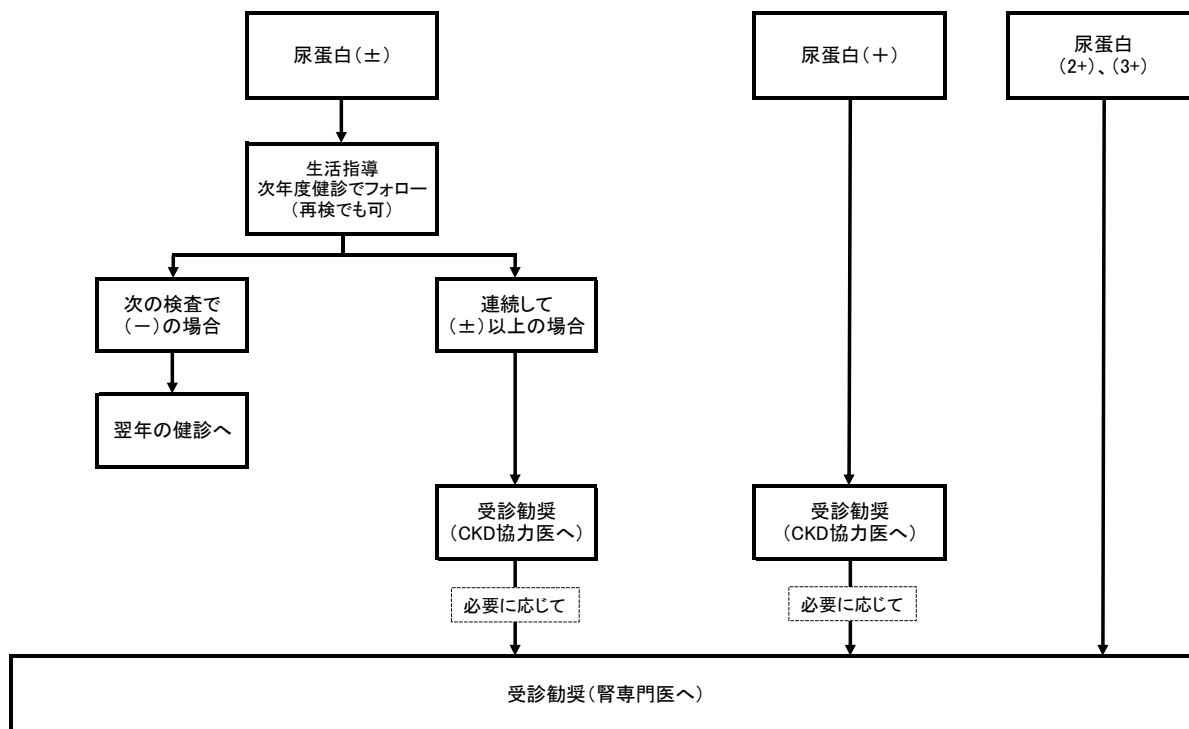 尿蛋白（±）
尿蛋白（＋）
尿蛋白
（2+）、（3+）
生活指導
次年度健診でフォロー
（再検でも可）
次の検査で
（－）の場合
連続して
（±）以上の場合
翌年の健診へ
受診勧奨
（CKD協力医へ）
受診勧奨
（CKD協力医へ）
必要に応じて
必要に応じて
受診勧奨（腎専門医へ）